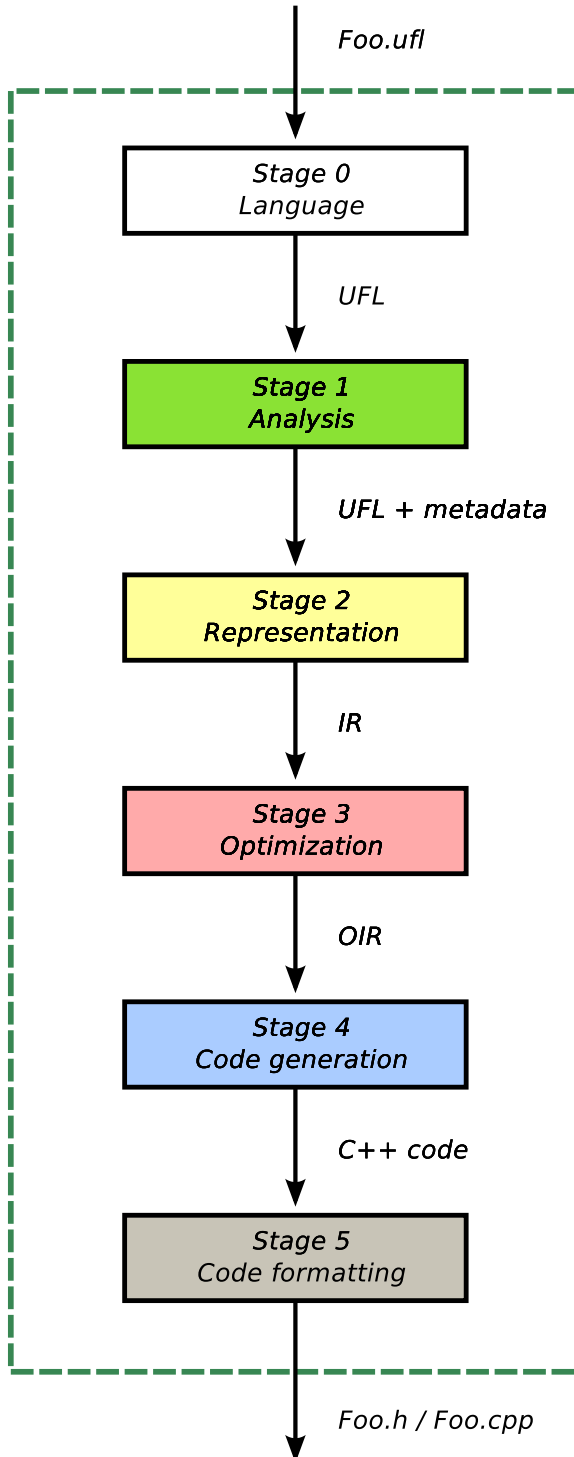 Foo.ufl
Stage 0
Language
UFL
Stage 1
Analysis
UFL + metadata
Stage 2
Representation
IR
Stage 3
Optimization
OIR
Stage 4
Code generation
C++ code
Stage 5
Code formatting
Foo.h / Foo.cpp